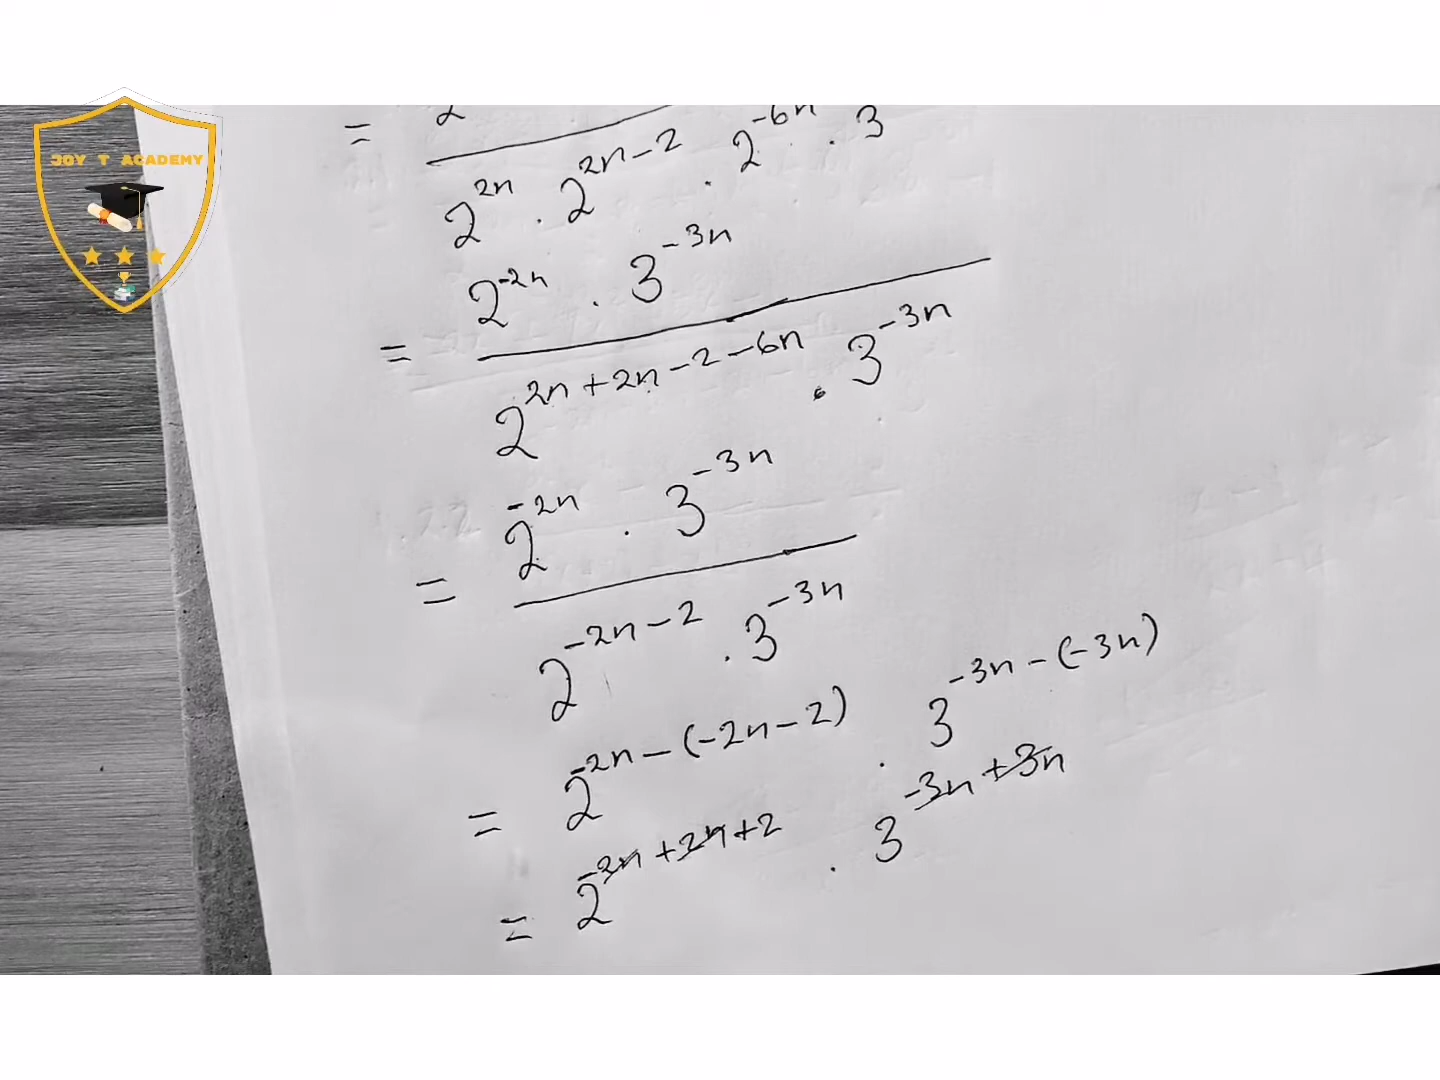 JOY T ACADEMY
= 2
2^{2n} . 2^{2n-2} . 2^{-6n} . 3
= 2^{-2n} . 3^{-3n}
2^{2n+2n-2-6n} . 3^{-3n}
= 2^{-2n} . 3^{-3n}
2^{-2n-2} . 3^{-3n}
= 2^{-2n-(-2n-2)} . 3^{-3n-(-3n)}
= 2^{-2n+2n+2} . 3^{-3n+3n}